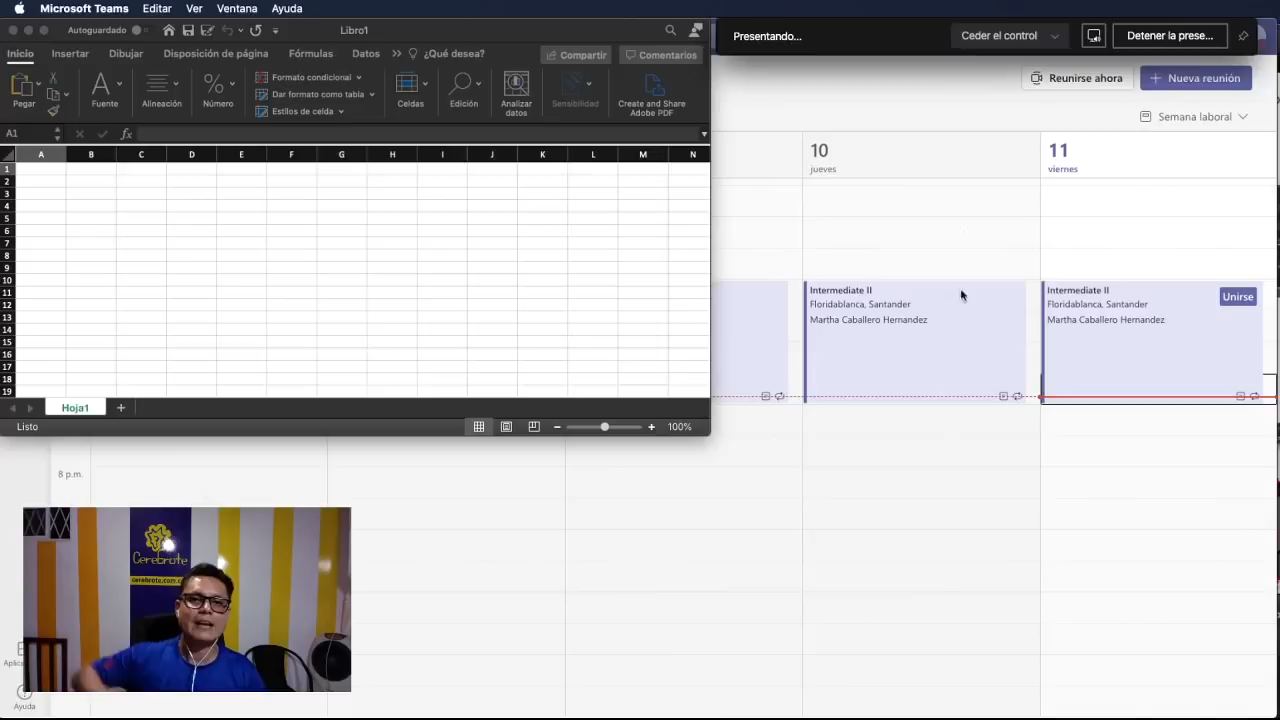 Microsoft Teams Editar Ver Ventana Ayuda
Autoguardado
Libro1
Inicio Insertar Dibujar Disposición de página Fórmulas Datos ¿Qué desea?
Compartir Comentarios
Pegar
Fuente
Alineación
Número
Formato condicional
Dar formato como tabla
Estilos de celda
Celdas
Edición
Analizar
datos
Sensibilidad
Create and Share
Adobe PDF
A1
fx
A B C D E F G H I J K L M N
1
2
3
4
5
6
7
8
9
10
11
12
13
14
15
16
17
18
19
Hoja1
Listo
100%
Presentando...
Ceder el control
Detener la prese...
Reunirse ahora
Nueva reunión
Semana laboral
10
jueves
11
viernes
Intermediate II
Floridablanca, Santander
Martha Caballero Hernandez
Intermediate II
Floridablanca, Santander
Martha Caballero Hernandez
Unirse
8 p.m.
Cerebrote
Aplic
Ayuda